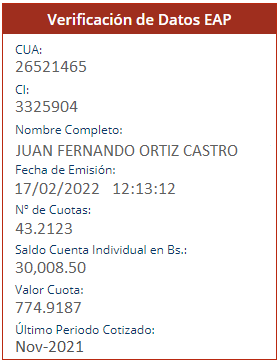 Verificación de Datos EAP
CUA:
26521465
CI:
3325904
Nombre Completo:
JUAN FERNANDO ORTIZ CASTRO
Fecha de Emisión:
17/02/2022 12:13:12
N° de Cuotas:
43.2123
Saldo Cuenta Individual en Bs.:
30,008.50
Valor Cuota:
774.9187
Último Periodo Cotizado:
Nov-2021